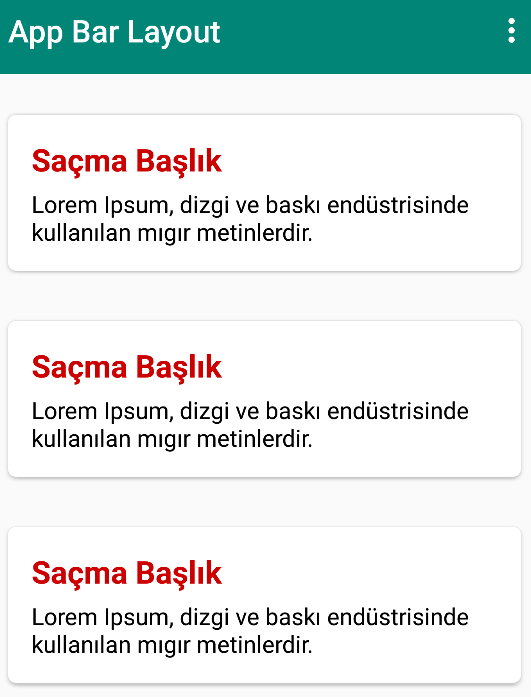 App Bar Layout
Saçma Başlık
Lorem Ipsum, dizgi ve baskı endüstrisinde
kullanılan mıgır metinlerdir.
Saçma Başlık
Lorem Ipsum, dizgi ve baskı endüstrisinde
kullanılan mıgır metinlerdir.
Saçma Başlık
Lorem Ipsum, dizgi ve baskı endüstrisinde
kullanılan mıgır metinlerdir.